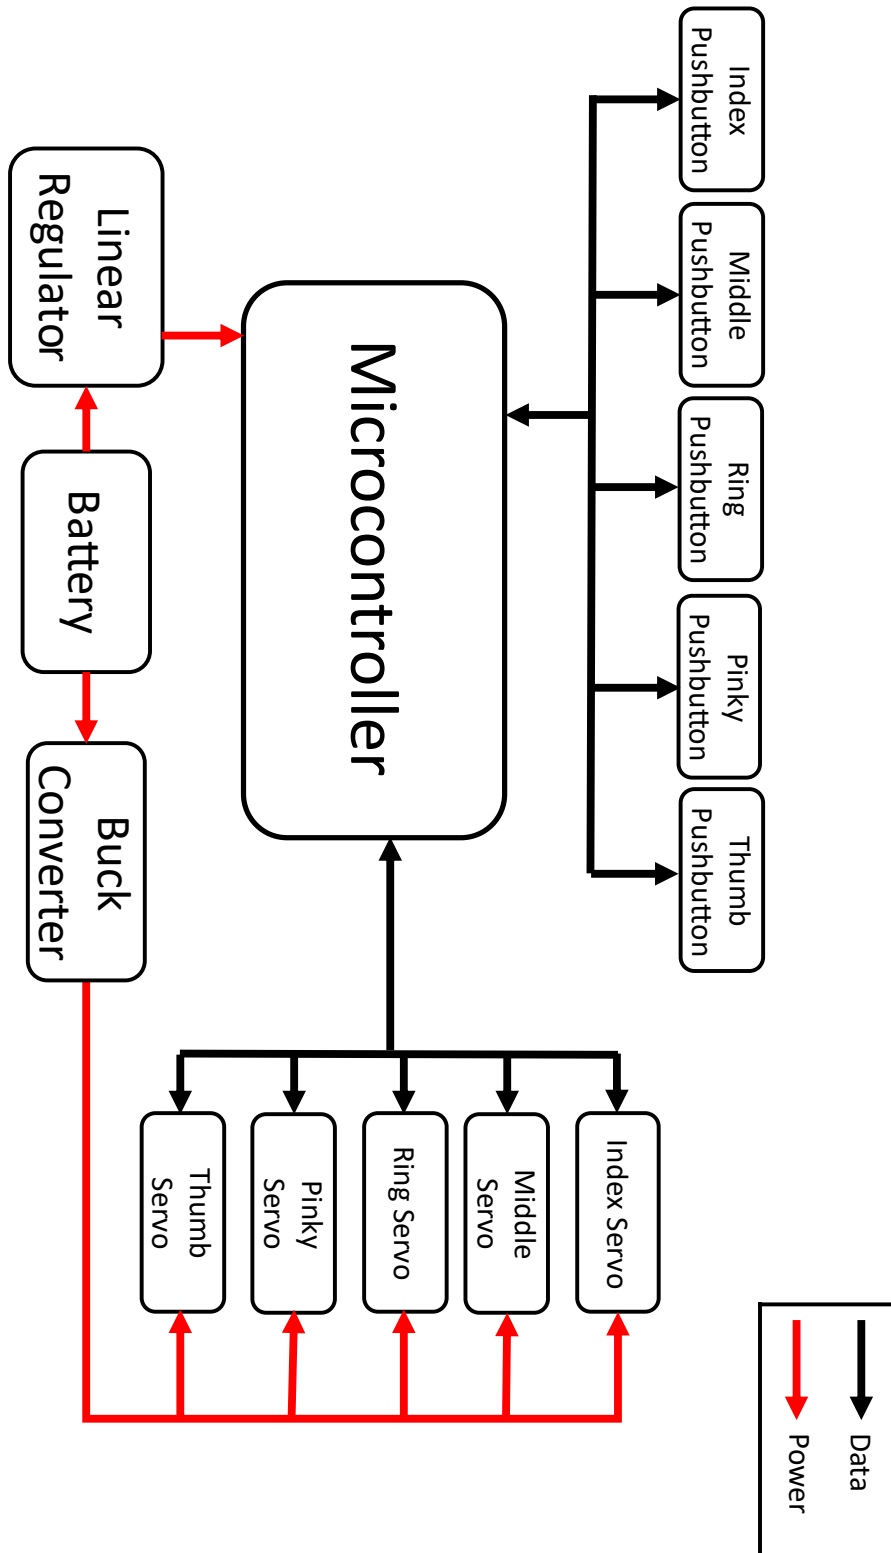 Data
Power
Index
Pushbutton
Middle
Pushbutton
Ring
Pushbutton
Pinky
Pushbutton
Thumb
Pushbutton
Microcontroller
Index Servo
Middle
Servo
Ring Servo
Pinky
Servo
Thumb
Servo
Linear
Regulator
Battery
Buck
Converter